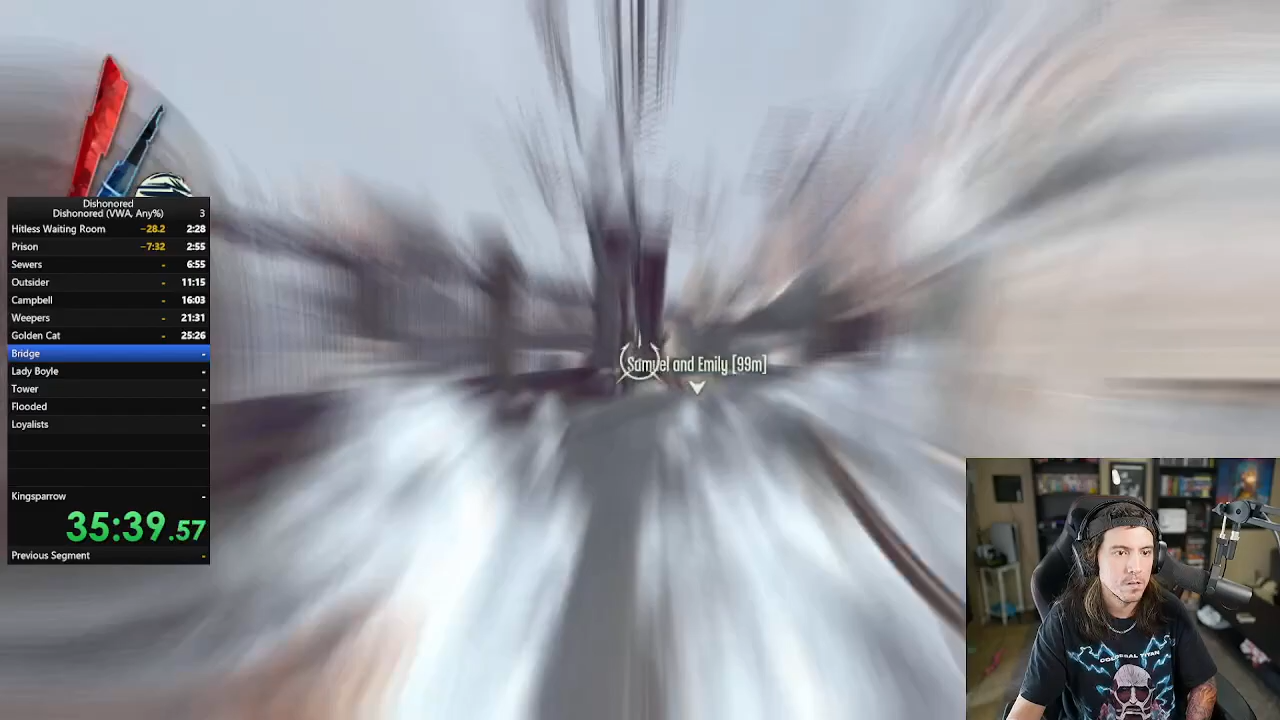 Dishonored
Dishonored (VWA, Any%) 3
Hitless Waiting Room -28.2 2:28
Prison -7:32 2:55
Sewers - 6:55
Outsider - 11:15
Campbell - 16:03
Weepers - 21:31
Golden Cat - 25:26
Bridge -
Lady Boyle -
Tower -
Flooded -
Loyalists -
Kingsparrow -
35:39.57
Previous Segment -
Samuel and Emily [99m]
COLOSSAL TITAN